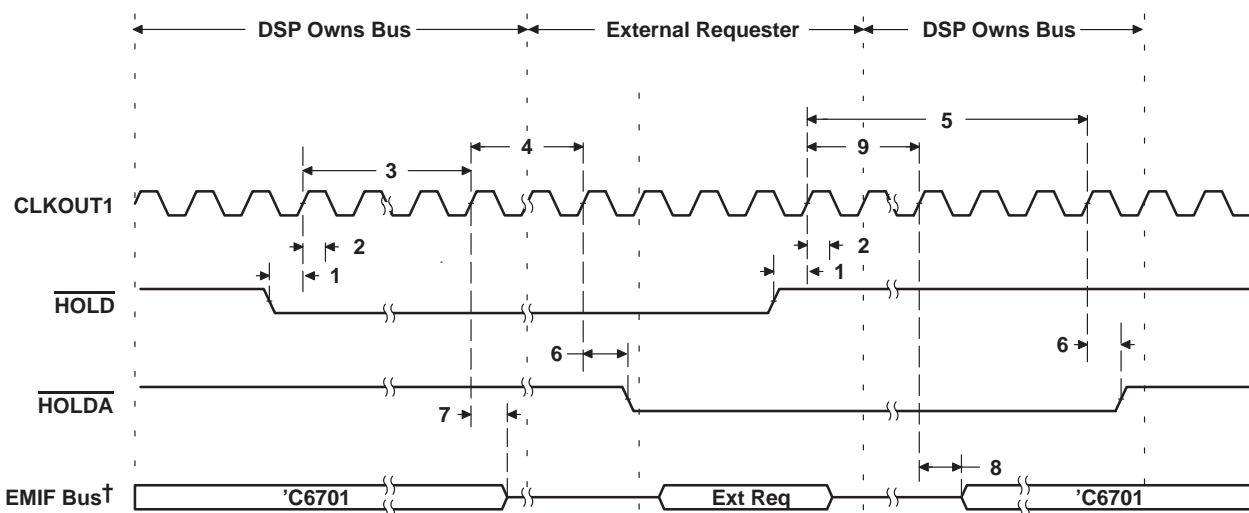 DSP Owns Bus
External Requester
DSP Owns Bus
5
4
9
3
CLKOUT1
2
2
1
1
HOLD
6
6
HOLDA
7
8
EMIF Bus†
’C6701
Ext Req
’C6701